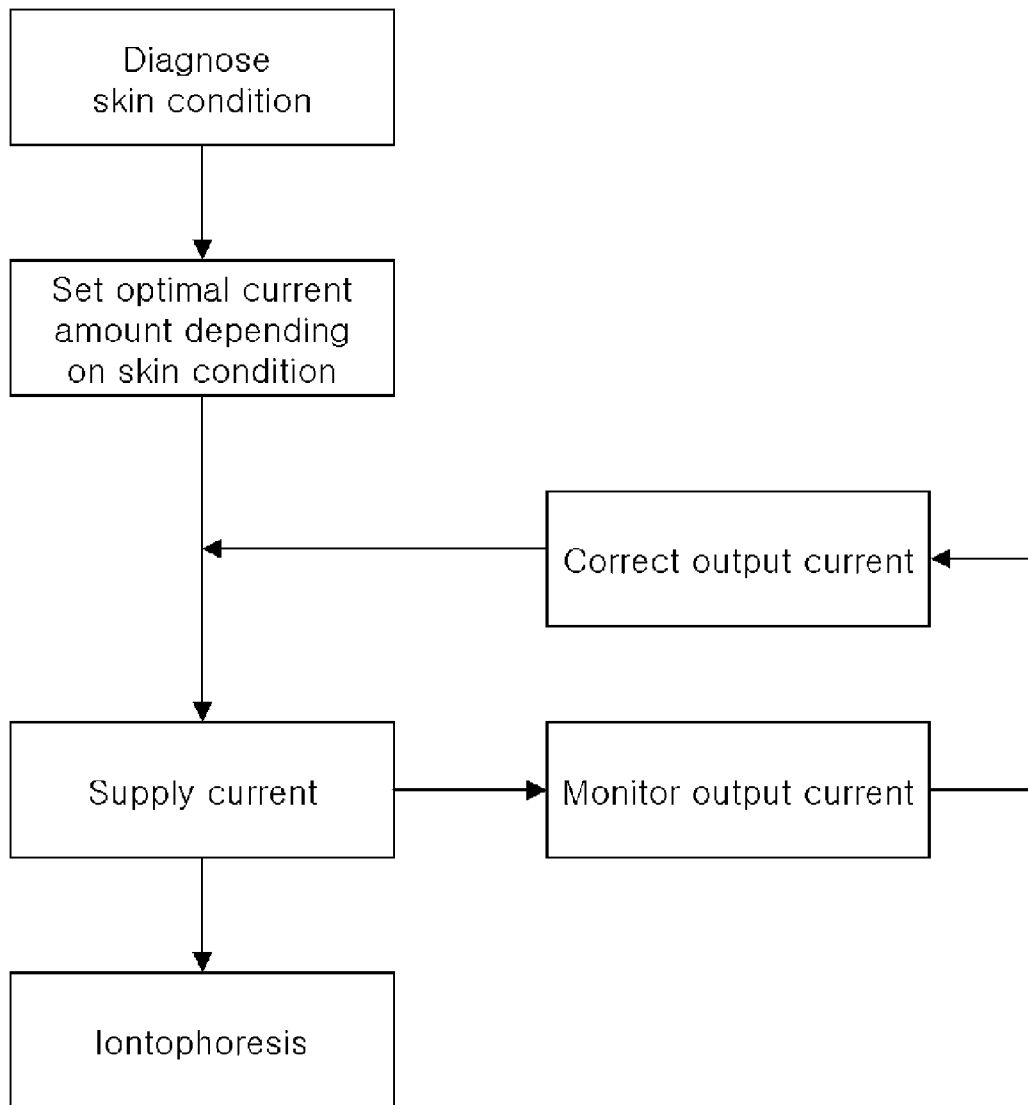 Diagnose
skin condition
Set optimal current
amount depending
on skin condition
Correct output current
Supply current
Monitor output current
Iontophoresis